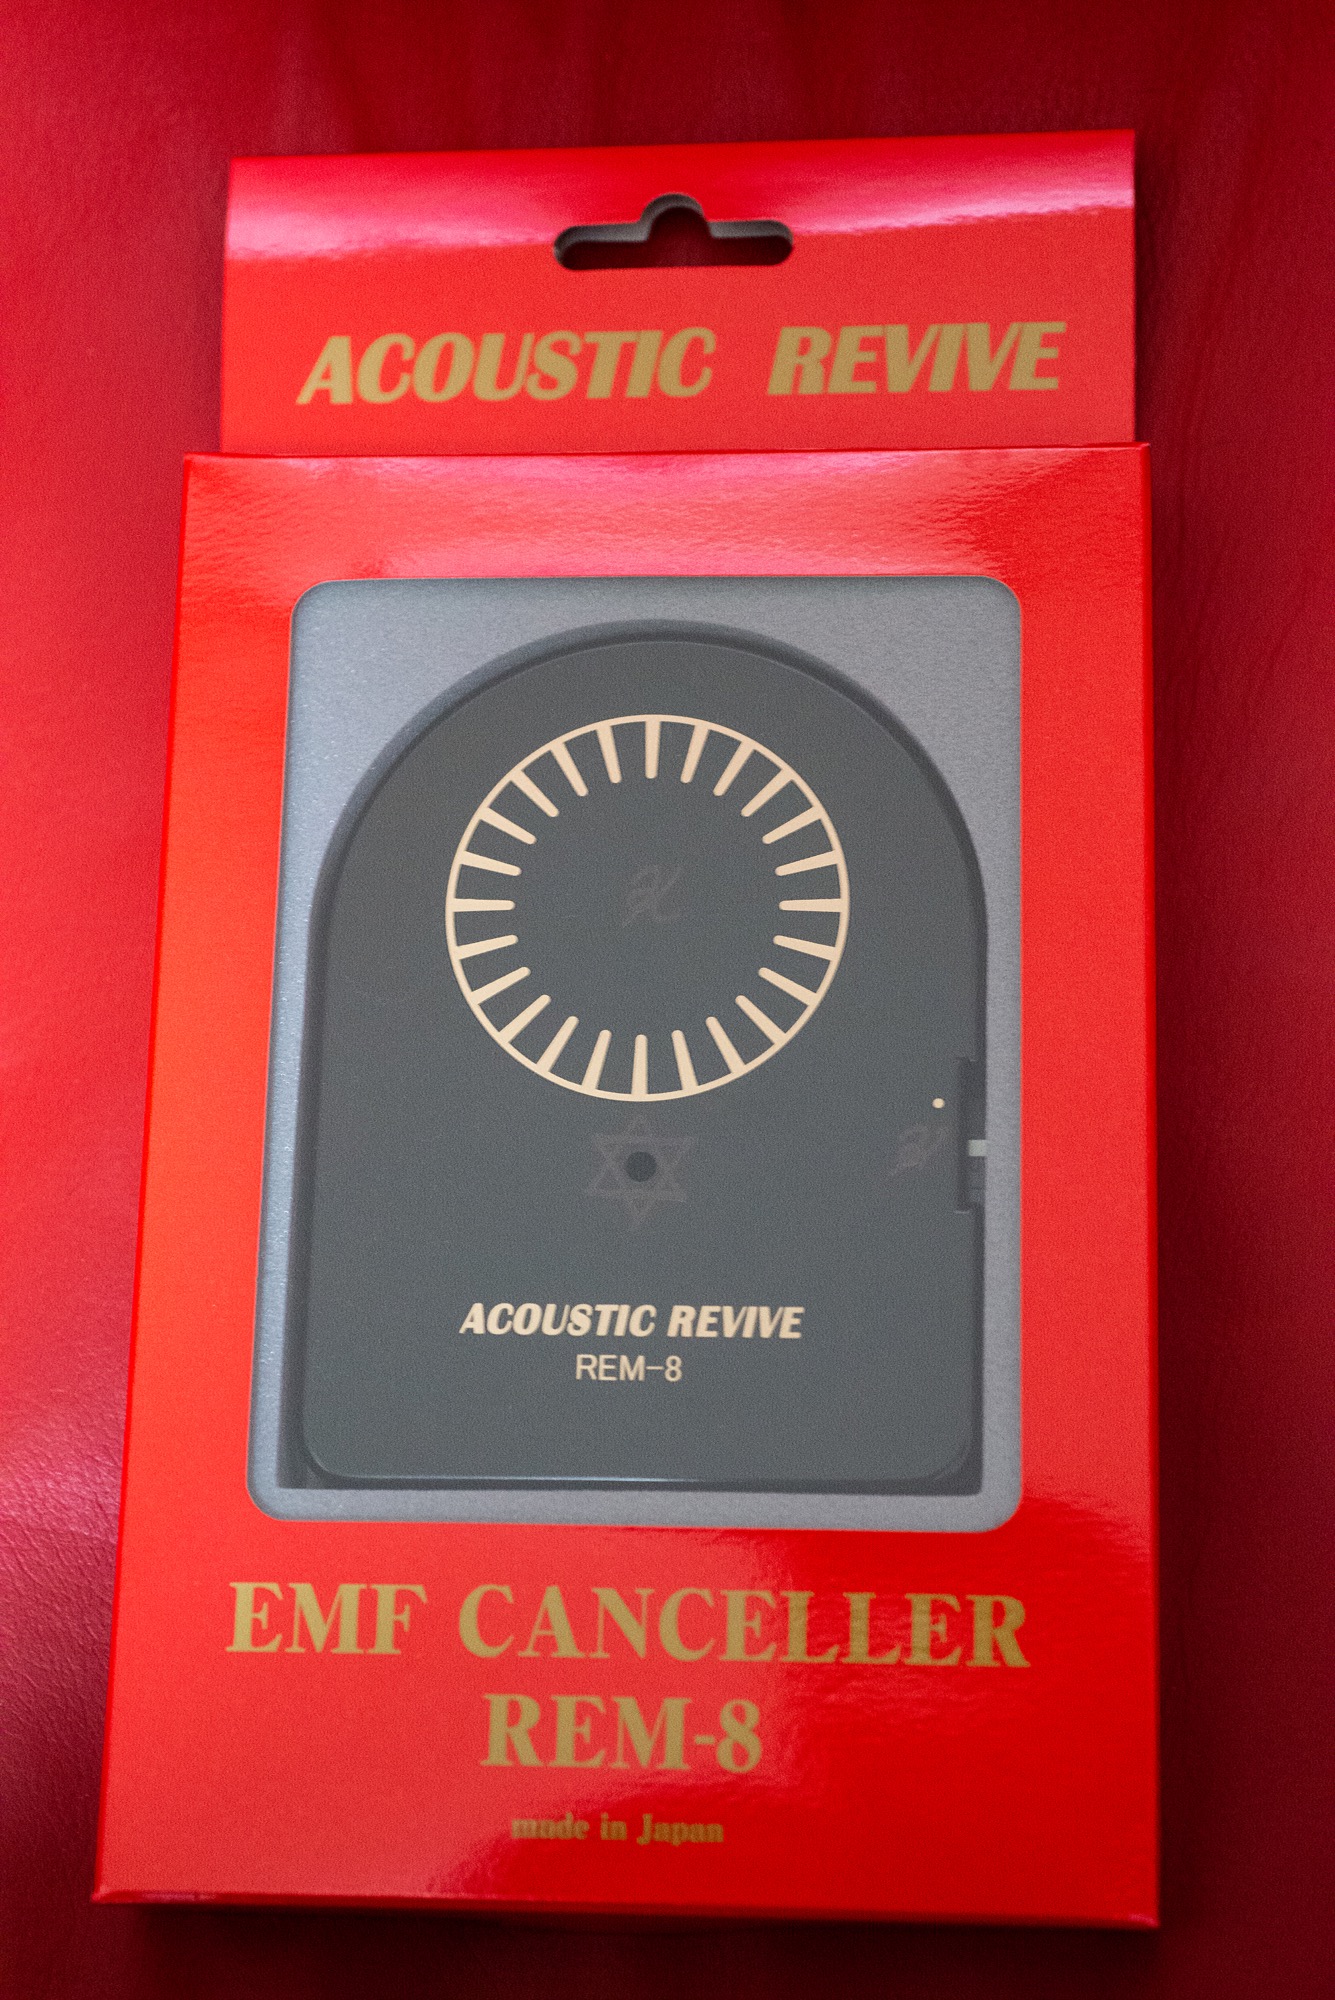 ACOUSTIC REVIVE
ACOUSTIC REVIVE
REM-8
EMF CANCELLER
REM-8
made in Japan